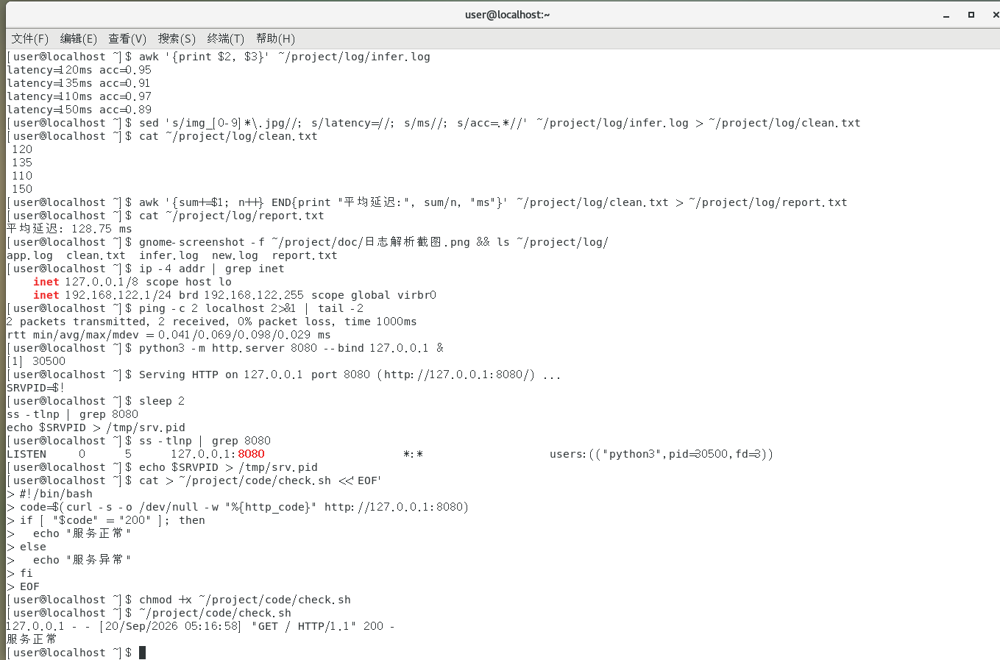 user@localhost:~
文件(F) 编辑(E) 查看(V) 搜索(S) 终端(T) 帮助(H)
[user@localhost ~]$ awk '{print $2, $3}' ~/project/log/infer.log
latency=120ms acc=0.95
latency=135ms acc=0.91
latency=110ms acc=0.97
latency=150ms acc=0.89
[user@localhost ~]$ sed 's/img_[0-9]*\.jpg//; s/latency=//; s/ms//; s/acc=.*//' ~/project/log/infer.log > ~/project/log/clean.txt
[user@localhost ~]$ cat ~/project/log/clean.txt
 120
 135
 110
 150
[user@localhost ~]$ awk '{sum+=$1; n++} END{print "平均延迟:", sum/n, "ms"}' ~/project/log/clean.txt > ~/project/log/report.txt
[user@localhost ~]$ cat ~/project/log/report.txt
平均延迟: 128.75 ms
[user@localhost ~]$ gnome-screenshot -f ~/project/doc/日志解析截图.png && ls ~/project/log/
app.log  clean.txt  infer.log  new.log  report.txt
[user@localhost ~]$ ip -4 addr | grep inet
    inet 127.0.0.1/8 scope host lo
    inet 192.168.122.1/24 brd 192.168.122.255 scope global virbr0
[user@localhost ~]$ ping -c 2 localhost 2>&1 | tail -2
2 packets transmitted, 2 received, 0% packet loss, time 1000ms
rtt min/avg/max/mdev = 0.041/0.069/0.098/0.029 ms
[user@localhost ~]$ python3 -m http.server 8080 --bind 127.0.0.1 &
[1] 30500
[user@localhost ~]$ Serving HTTP on 127.0.0.1 port 8080 (http://127.0.0.1:8080/) ...
SRVPID=$!
[user@localhost ~]$ sleep 2
ss -tlnp | grep 8080
echo $SRVPID > /tmp/srv.pid
[user@localhost ~]$ ss -tlnp | grep 8080
LISTEN     0      5      127.0.0.1:8080                     *:*                   users:(("python3",pid=30500,fd=3))
[user@localhost ~]$ echo $SRVPID > /tmp/srv.pid
[user@localhost ~]$ cat > ~/project/code/check.sh <<'EOF'
> #!/bin/bash
> code=$(curl -s -o /dev/null -w "%{http_code}" http://127.0.0.1:8080)
> if [ "$code" = "200" ]; then
>   echo "服务正常"
> else
>   echo "服务异常"
> fi
> EOF
[user@localhost ~]$ chmod +x ~/project/code/check.sh
[user@localhost ~]$ ~/project/code/check.sh
127.0.0.1 - - [20/Sep/2026 05:16:58] "GET / HTTP/1.1" 200 -
服务正常
[user@localhost ~]$